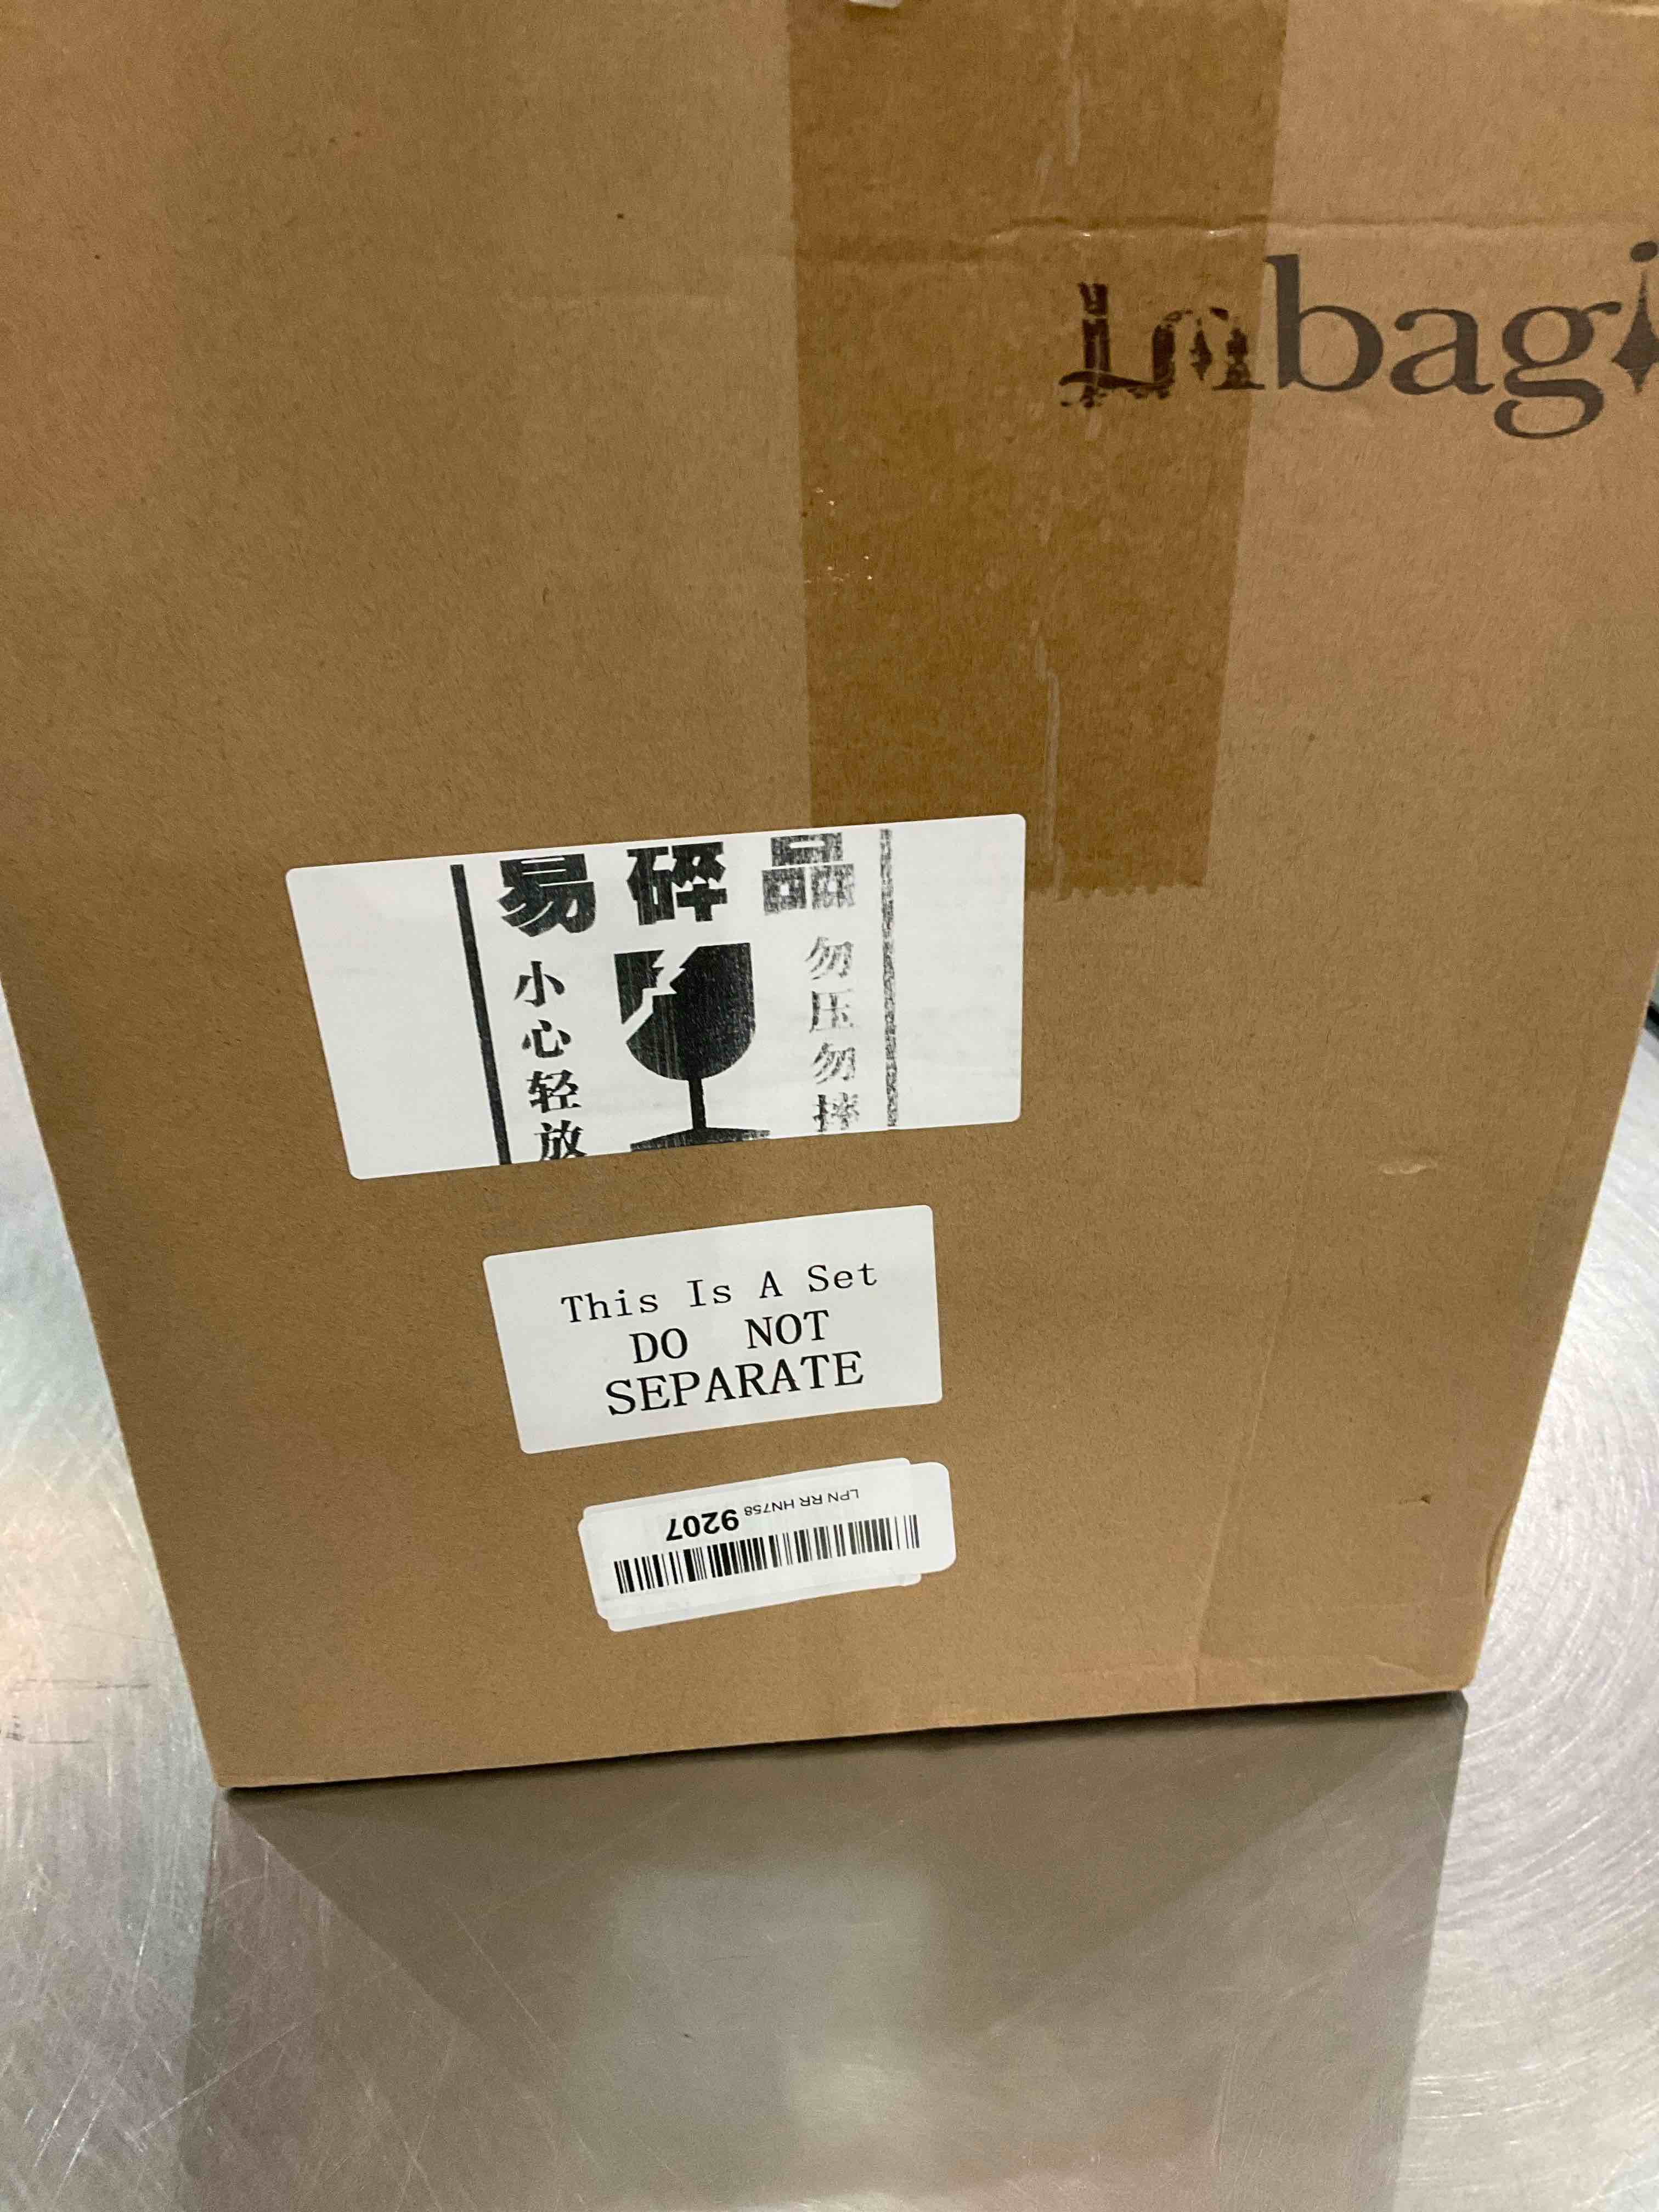 Lnbagi
易碎品
小心轻放
勿压勿摔
This Is A Set
DO NOT
SEPARATE
LPN RR HN758 9207